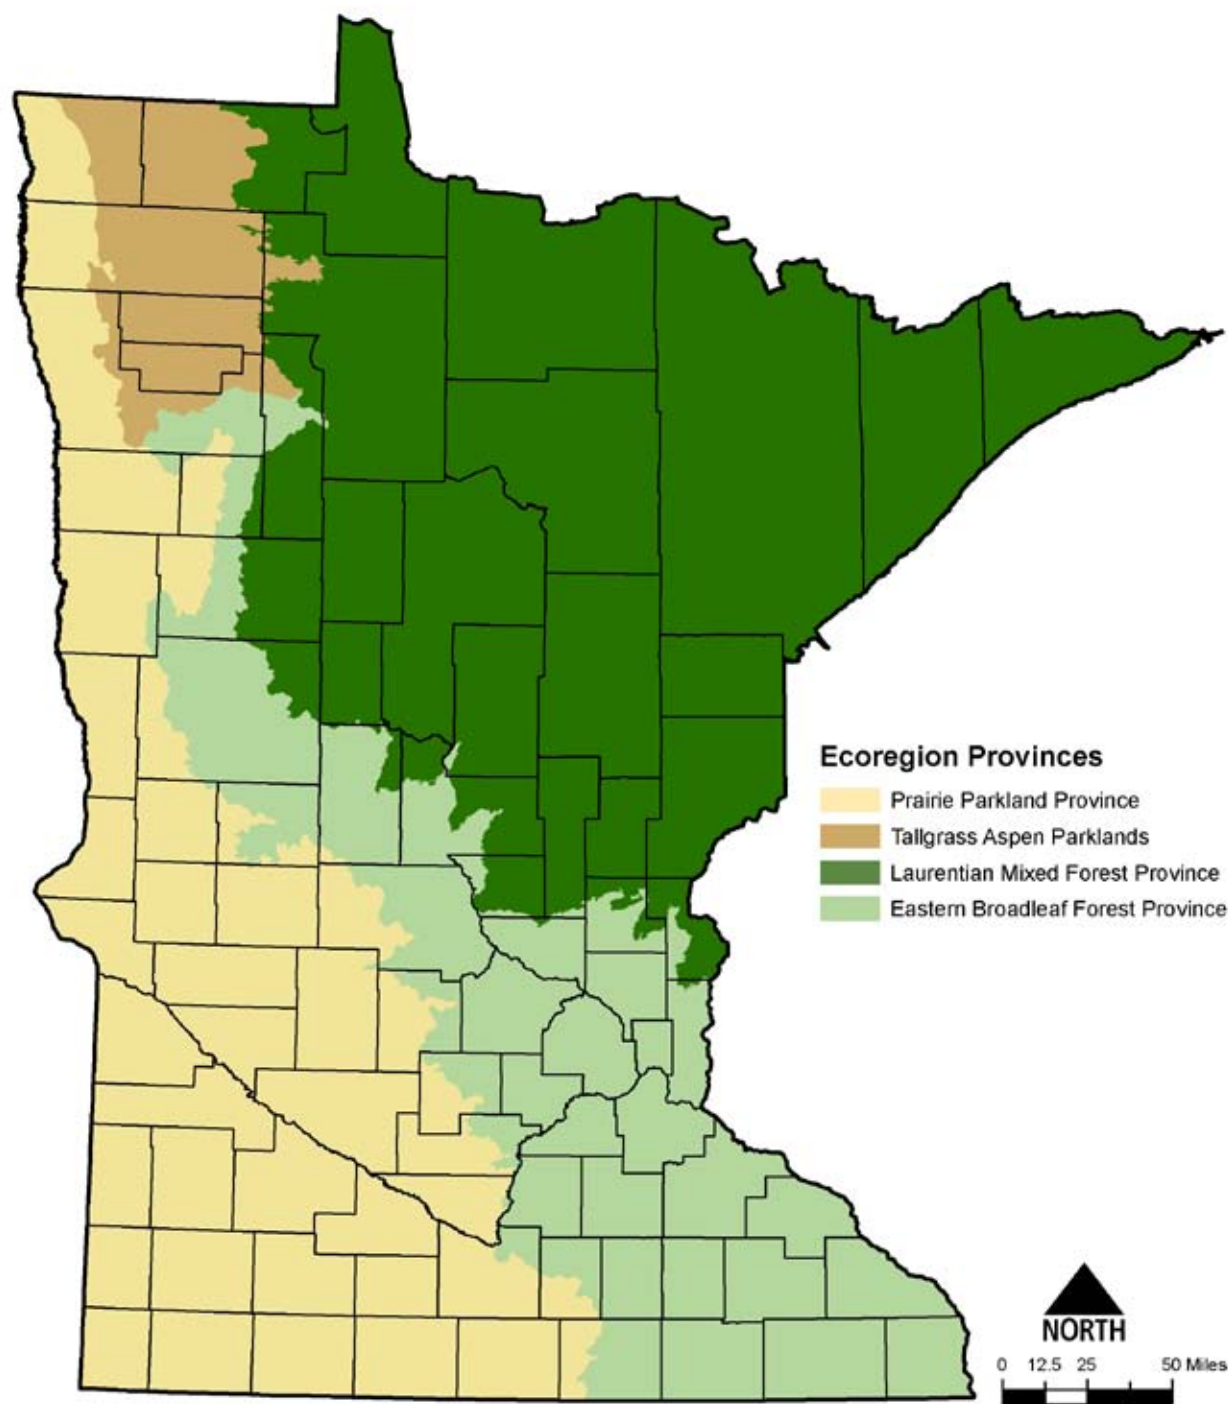 Ecoregion Provinces
Prairie Parkland Province
Tallgrass Aspen Parklands
Laurentian Mixed Forest Province
Eastern Broadleaf Forest Province
NORTH
0 12.5 25 50 Miles